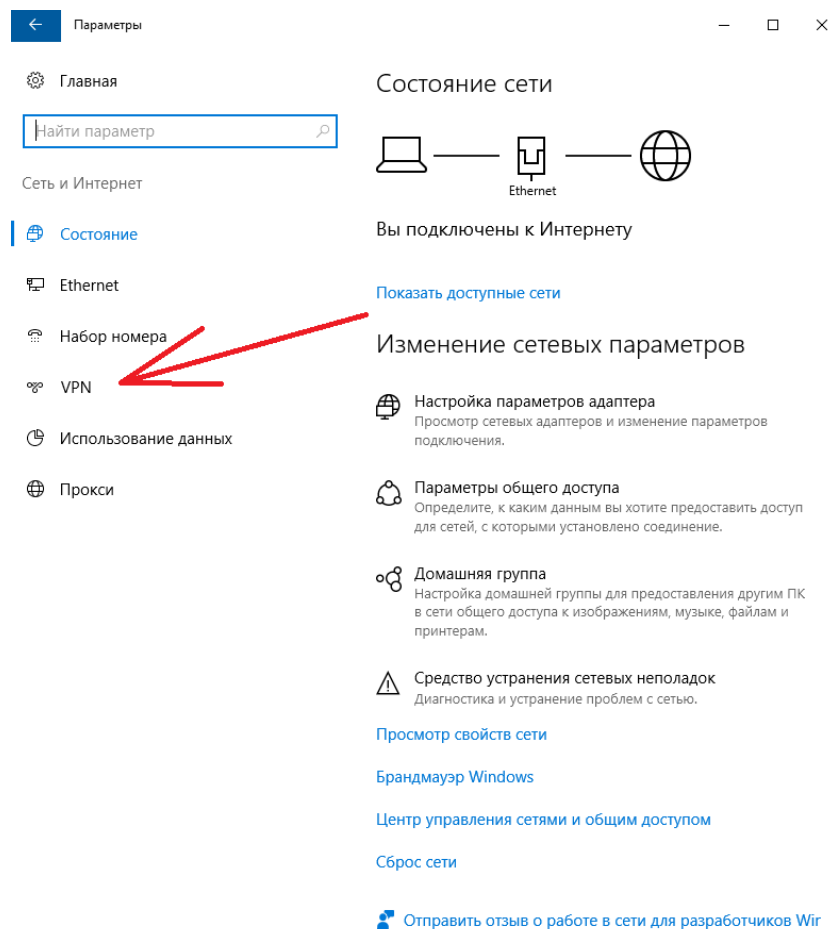 Параметры
Главная
Найти параметр
Сеть и Интернет
Состояние
Ethernet
Набор номера
VPN
Использование данных
Прокси
Состояние сети
Ethernet
Вы подключены к Интернету
Показать доступные сети
Изменение сетевых параметров
Настройка параметров адаптера
Просмотр сетевых адаптеров и изменение параметров
подключения.
Параметры общего доступа
Определите, к каким данным вы хотите предоставить доступ
для сетей, с которыми установлено соединение.
Домашняя группа
Настройка домашней группы для предоставления другим ПК
в сети общего доступа к изображениям, музыке, файлам и
принтерам.
Средство устранения сетевых неполадок
Диагностика и устранение проблем с сетью.
Просмотр свойств сети
Брандмауэр Windows
Центр управления сетями и общим доступом
Сброс сети
Отправить отзыв о работе в сети для разработчиков Wir